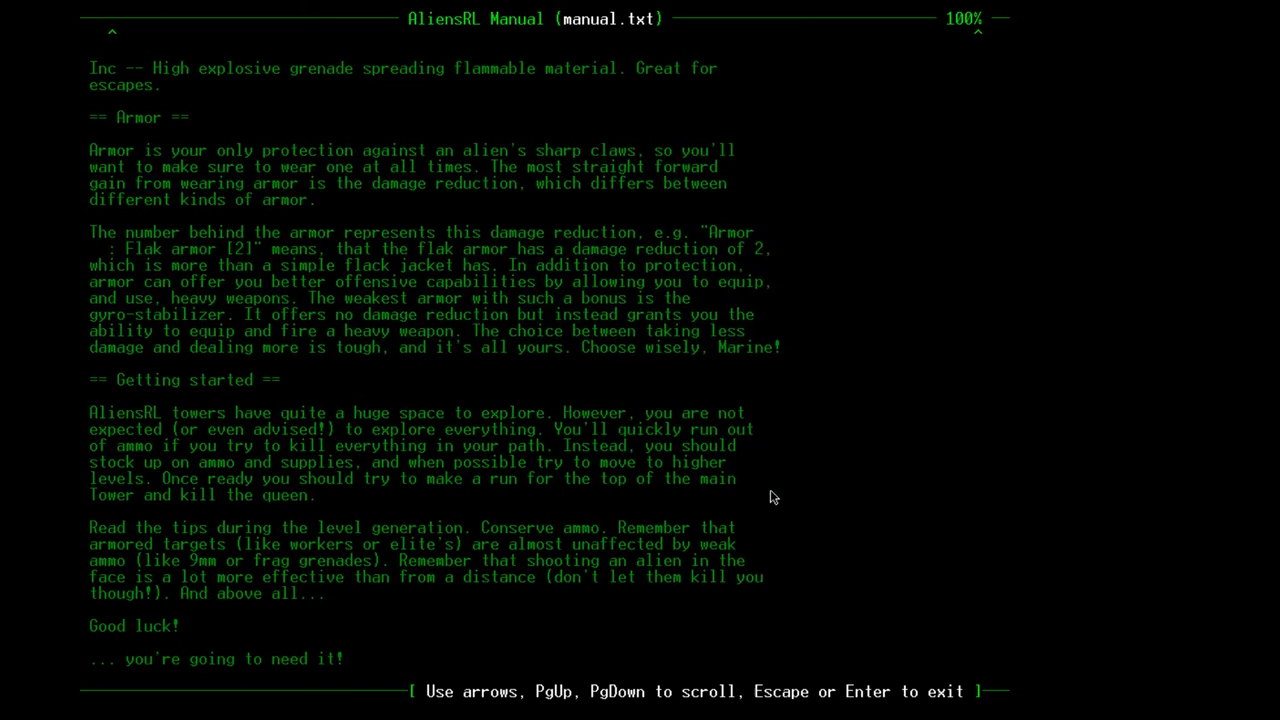 AliensRL Manual (manual.txt) 100%
^ ^
Inc -- High explosive grenade spreading flammable material. Great for
escapes.
== Armor ==
Armor is your only protection against an alien's sharp claws, so you'll
want to make sure to wear one at all times. The most straight forward
gain from wearing armor is the damage reduction, which differs between
different kinds of armor.
The number behind the armor represents this damage reduction, e.g. "Armor
: Flak armor [2]" means, that the flak armor has a damage reduction of 2,
which is more than a simple flack jacket has. In addition to protection,
armor can offer you better offensive capabilities by allowing you to equip,
and use, heavy weapons. The weakest armor with such a bonus is the
gyro-stabilizer. It offers no damage reduction but instead grants you the
ability to equip and fire a heavy weapon. The choice between taking less
damage and dealing more is tough, and it's all yours. Choose wisely, Marine!
== Getting started ==
AliensRL towers have quite a huge space to explore. However, you are not
expected (or even advised!) to explore everything. You'll quickly run out
of ammo if you try to kill everything in your path. Instead, you should
stock up on ammo and supplies, and when possible try to move to higher
levels. Once ready you should try to make a run for the top of the main
Tower and kill the queen.
Read the tips during the level generation. Conserve ammo. Remember that
armored targets (like workers or elite's) are almost unaffected by weak
ammo (like 9mm or frag grenades). Remember that shooting an alien in the
face is a lot more effective than from a distance (don't let them kill you
though!). And above all...
Good luck!
... you're going to need it!
[ Use arrows, PgUp, PgDown to scroll, Escape or Enter to exit ]